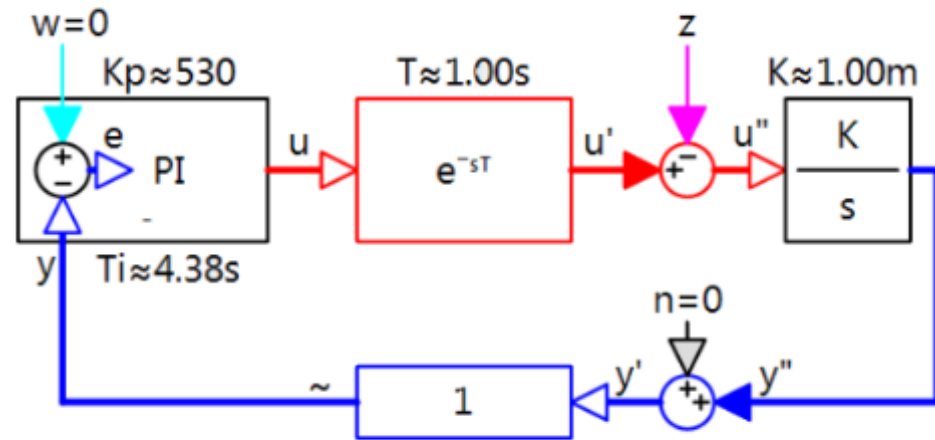 w=0
z
Kp≈530
T≈1.00s
K≈1.00m
+
e
−
PI
-
u
e⁻ˢᵀ
u'
+
−
u"
K
s
y
Ti≈4.38s
n=0
~
1
y'
+
+
y"